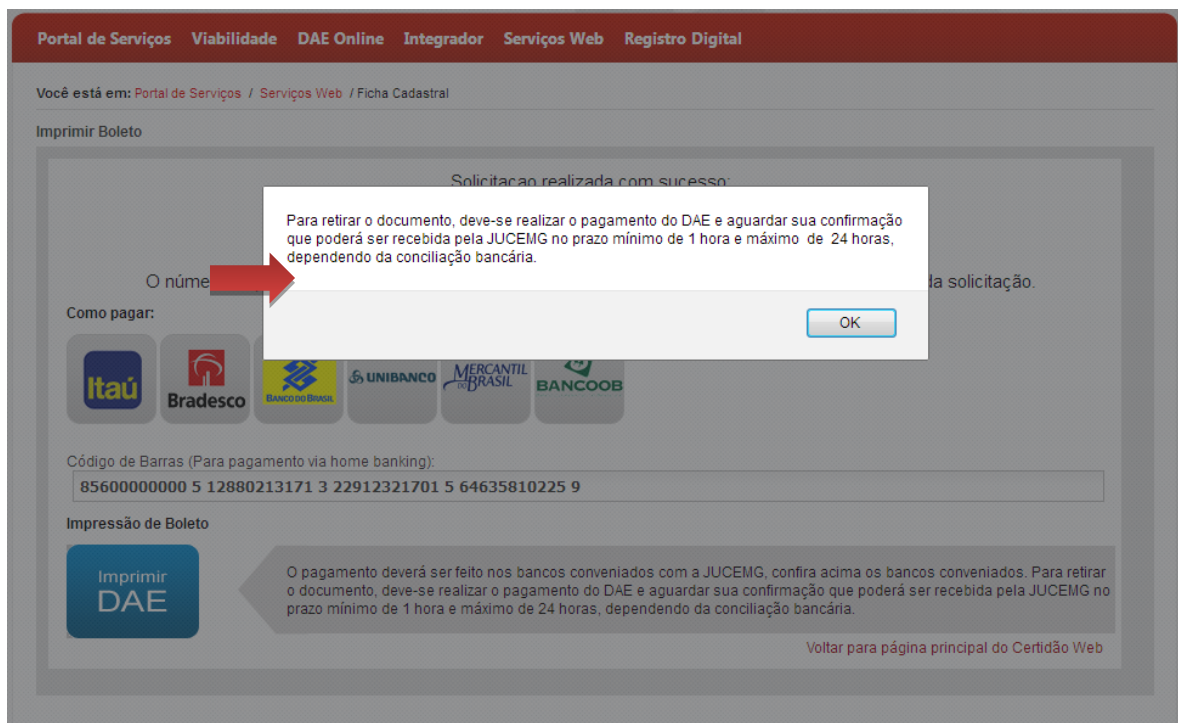 Portal de Serviços Viabilidade DAE Online Integrador Serviços Web Registro Digital
Você está em: Portal de Serviços / Serviços Web / Ficha Cadastral
Imprimir Boleto
Solicitacao realizada com sucesso:
Para retirar o documento, deve-se realizar o pagamento do DAE e aguardar sua confirmação
que poderá ser recebida pela JUCEMG no prazo mínimo de 1 hora e máximo de 24 horas,
dependendo da conciliação bancária.
O núme da solicitação.
OK
Como pagar:
Itaú
Bradesco
BANCO DO BRASIL
UNIBANCO
MERCANTIL
DO BRASIL
BANCOOB
Código de Barras (Para pagamento via home banking):
85600000000 5 12880213171 3 22912321701 5 64635810225 9
Impressão de Boleto
Imprimir
DAE
O pagamento deverá ser feito nos bancos conveniados com a JUCEMG, confira acima os bancos conveniados. Para retirar
o documento, deve-se realizar o pagamento do DAE e aguardar sua confirmação que poderá ser recebida pela JUCEMG no
prazo mínimo de 1 hora e máximo de 24 horas, dependendo da conciliação bancária.
Voltar para página principal do Certidão Web